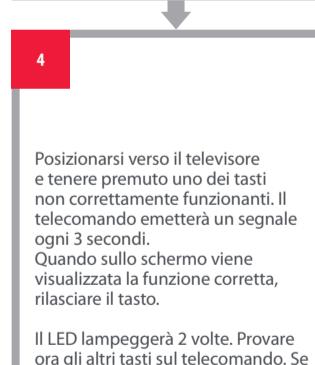 4
Posizionarsi verso il televisore
e tenere premuto uno dei tasti
non correttamente funzionanti. Il
telecomando emetterà un segnale
ogni 3 secondi.
Quando sullo schermo viene
visualizzata la funzione corretta,
rilasciare il tasto.
Il LED lampeggerà 2 volte. Provare
ora gli altri tasti sul telecomando. Se